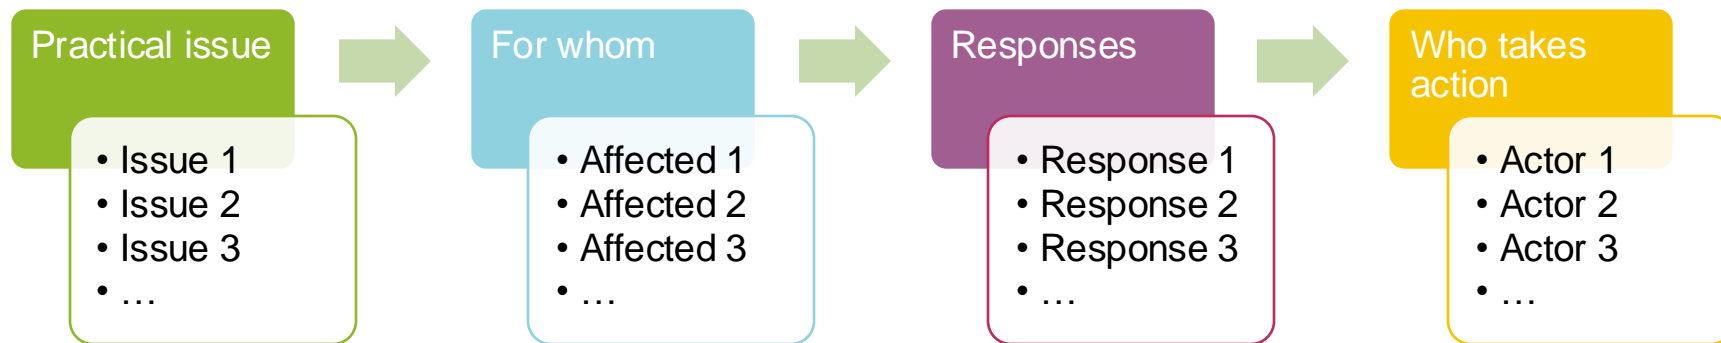 Practical issue
• Issue 1
• Issue 2
• Issue 3
• …
For whom
• Affected 1
• Affected 2
• Affected 3
• …
Responses
• Response 1
• Response 2
• Response 3
• …
Who takes
action
• Actor 1
• Actor 2
• Actor 3
• …